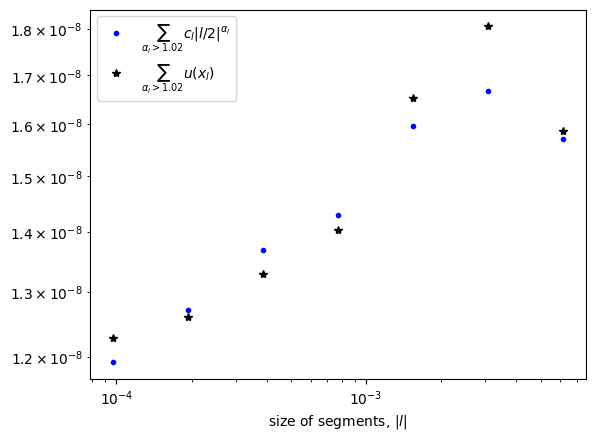 1.8 × 10⁻⁸
1.7 × 10⁻⁸
1.6 × 10⁻⁸
1.5 × 10⁻⁸
1.4 × 10⁻⁸
1.3 × 10⁻⁸
1.2 × 10⁻⁸
∑ c_l|l/2|^{α_l}
α_l>1.02
∑ u(x_l)
α_l>1.02
10⁻⁴ 10⁻³
size of segments, |l|